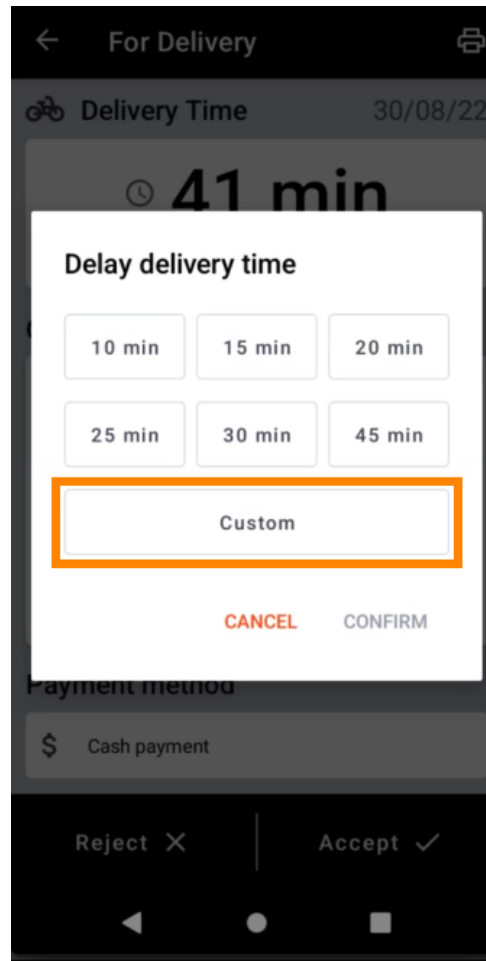 For Delivery
Delivery Time 30/08/22
41 min
Delay delivery time
10 min 15 min 20 min
25 min 30 min 45 min
Custom
CANCEL CONFIRM
Payment method
$ Cash payment
Reject Accept